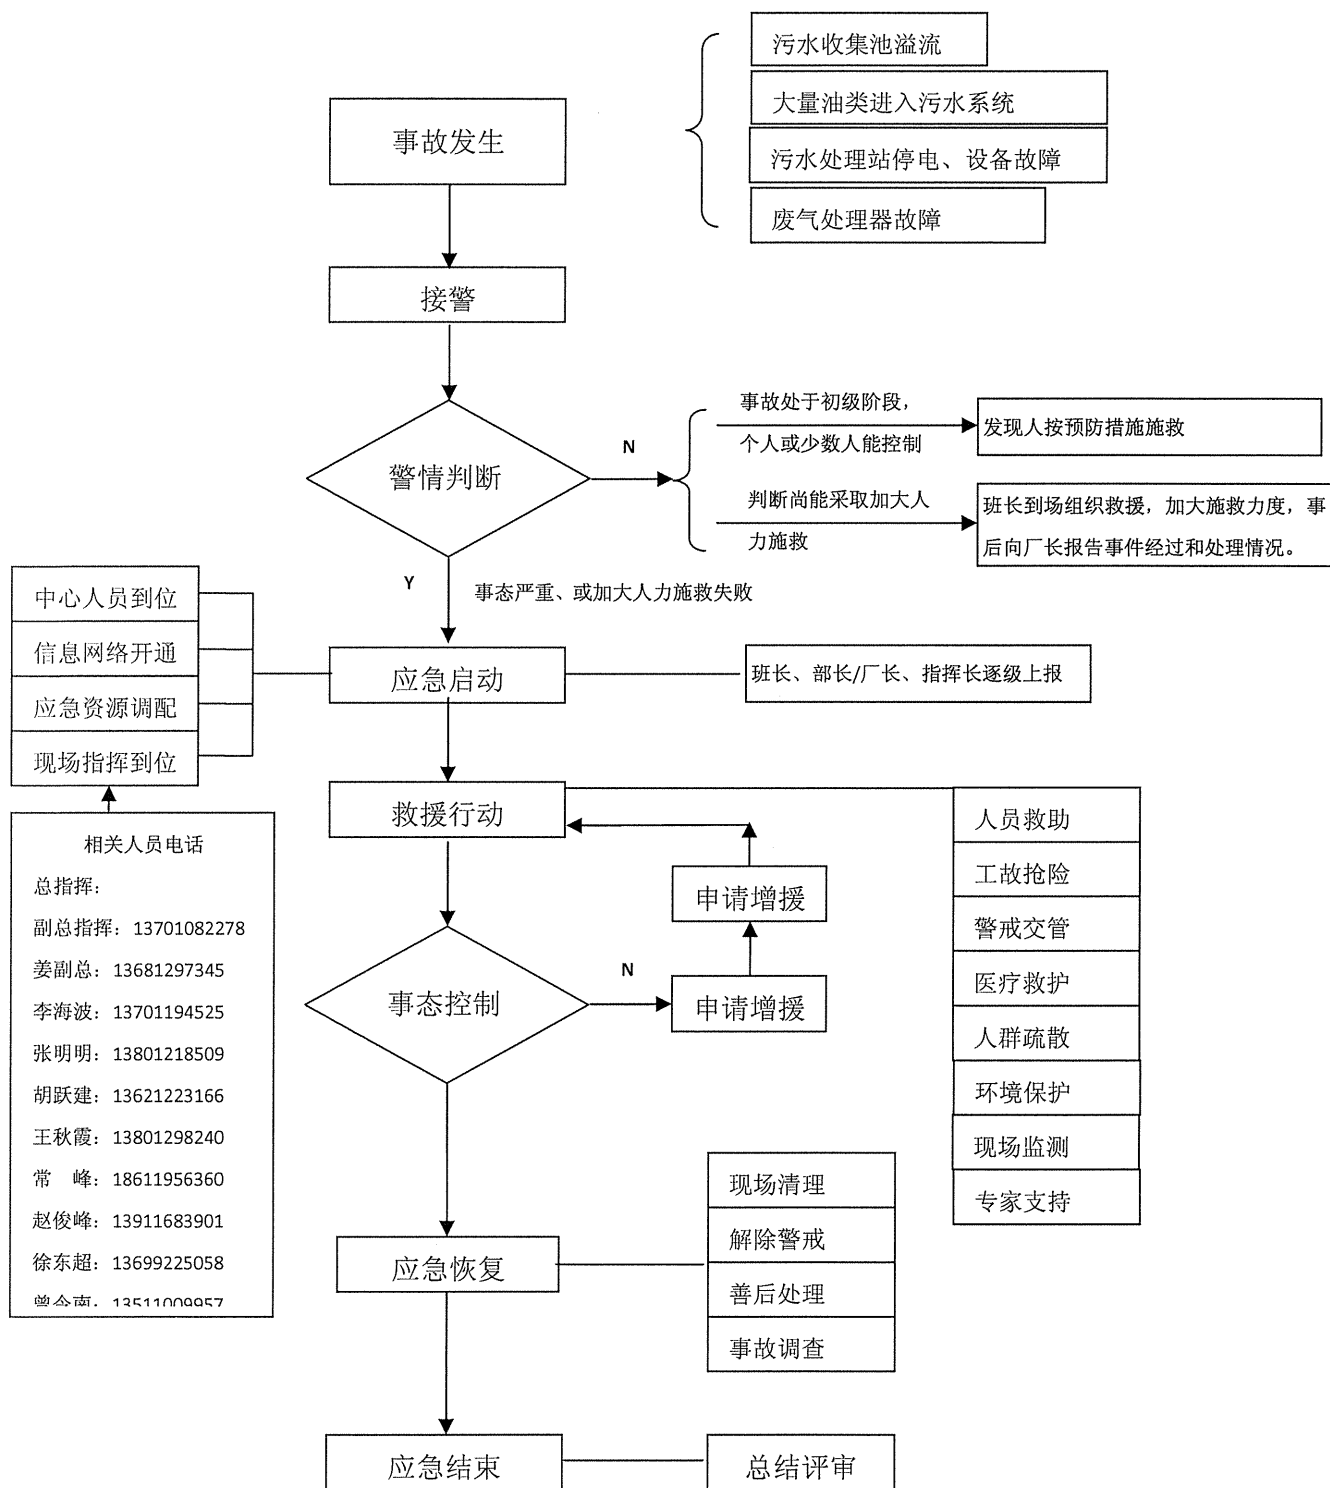 污水收集池溢流
大量油类进入污水系统
事故发生
污水处理站停电、设备故障
废气处理器故障
接警
事故处于初级阶段，
个人或少数人能控制
发现人按预防措施施救
N
警情判断
判断尚能采取加大人
力施救
班长到场组织救援，加大施救力度，事
后向厂长报告事件经过和处理情况。
Y
事态严重、或加大人力施救失败
中心人员到位
信息网络开通
应急资源调配
现场指挥到位
应急启动
班长、部长/厂长、指挥长逐级上报
救援行动
人员救助
工故抢险
警戒交管
医疗救护
人群疏散
环境保护
现场监测
专家支持
相关人员电话
总指挥：
副总指挥：13701082278
姜副总：13681297345
李海波：13701194525
张明明：13801218509
胡跃建：13621223166
王秋霞：13801298240
常　峰：18611956360
赵俊峰：13911683901
徐东超：13699225058
13511009957
申请增援
事态控制
N
申请增援
现场清理
解除警戒
善后处理
事故调查
应急恢复
应急结束
总结评审